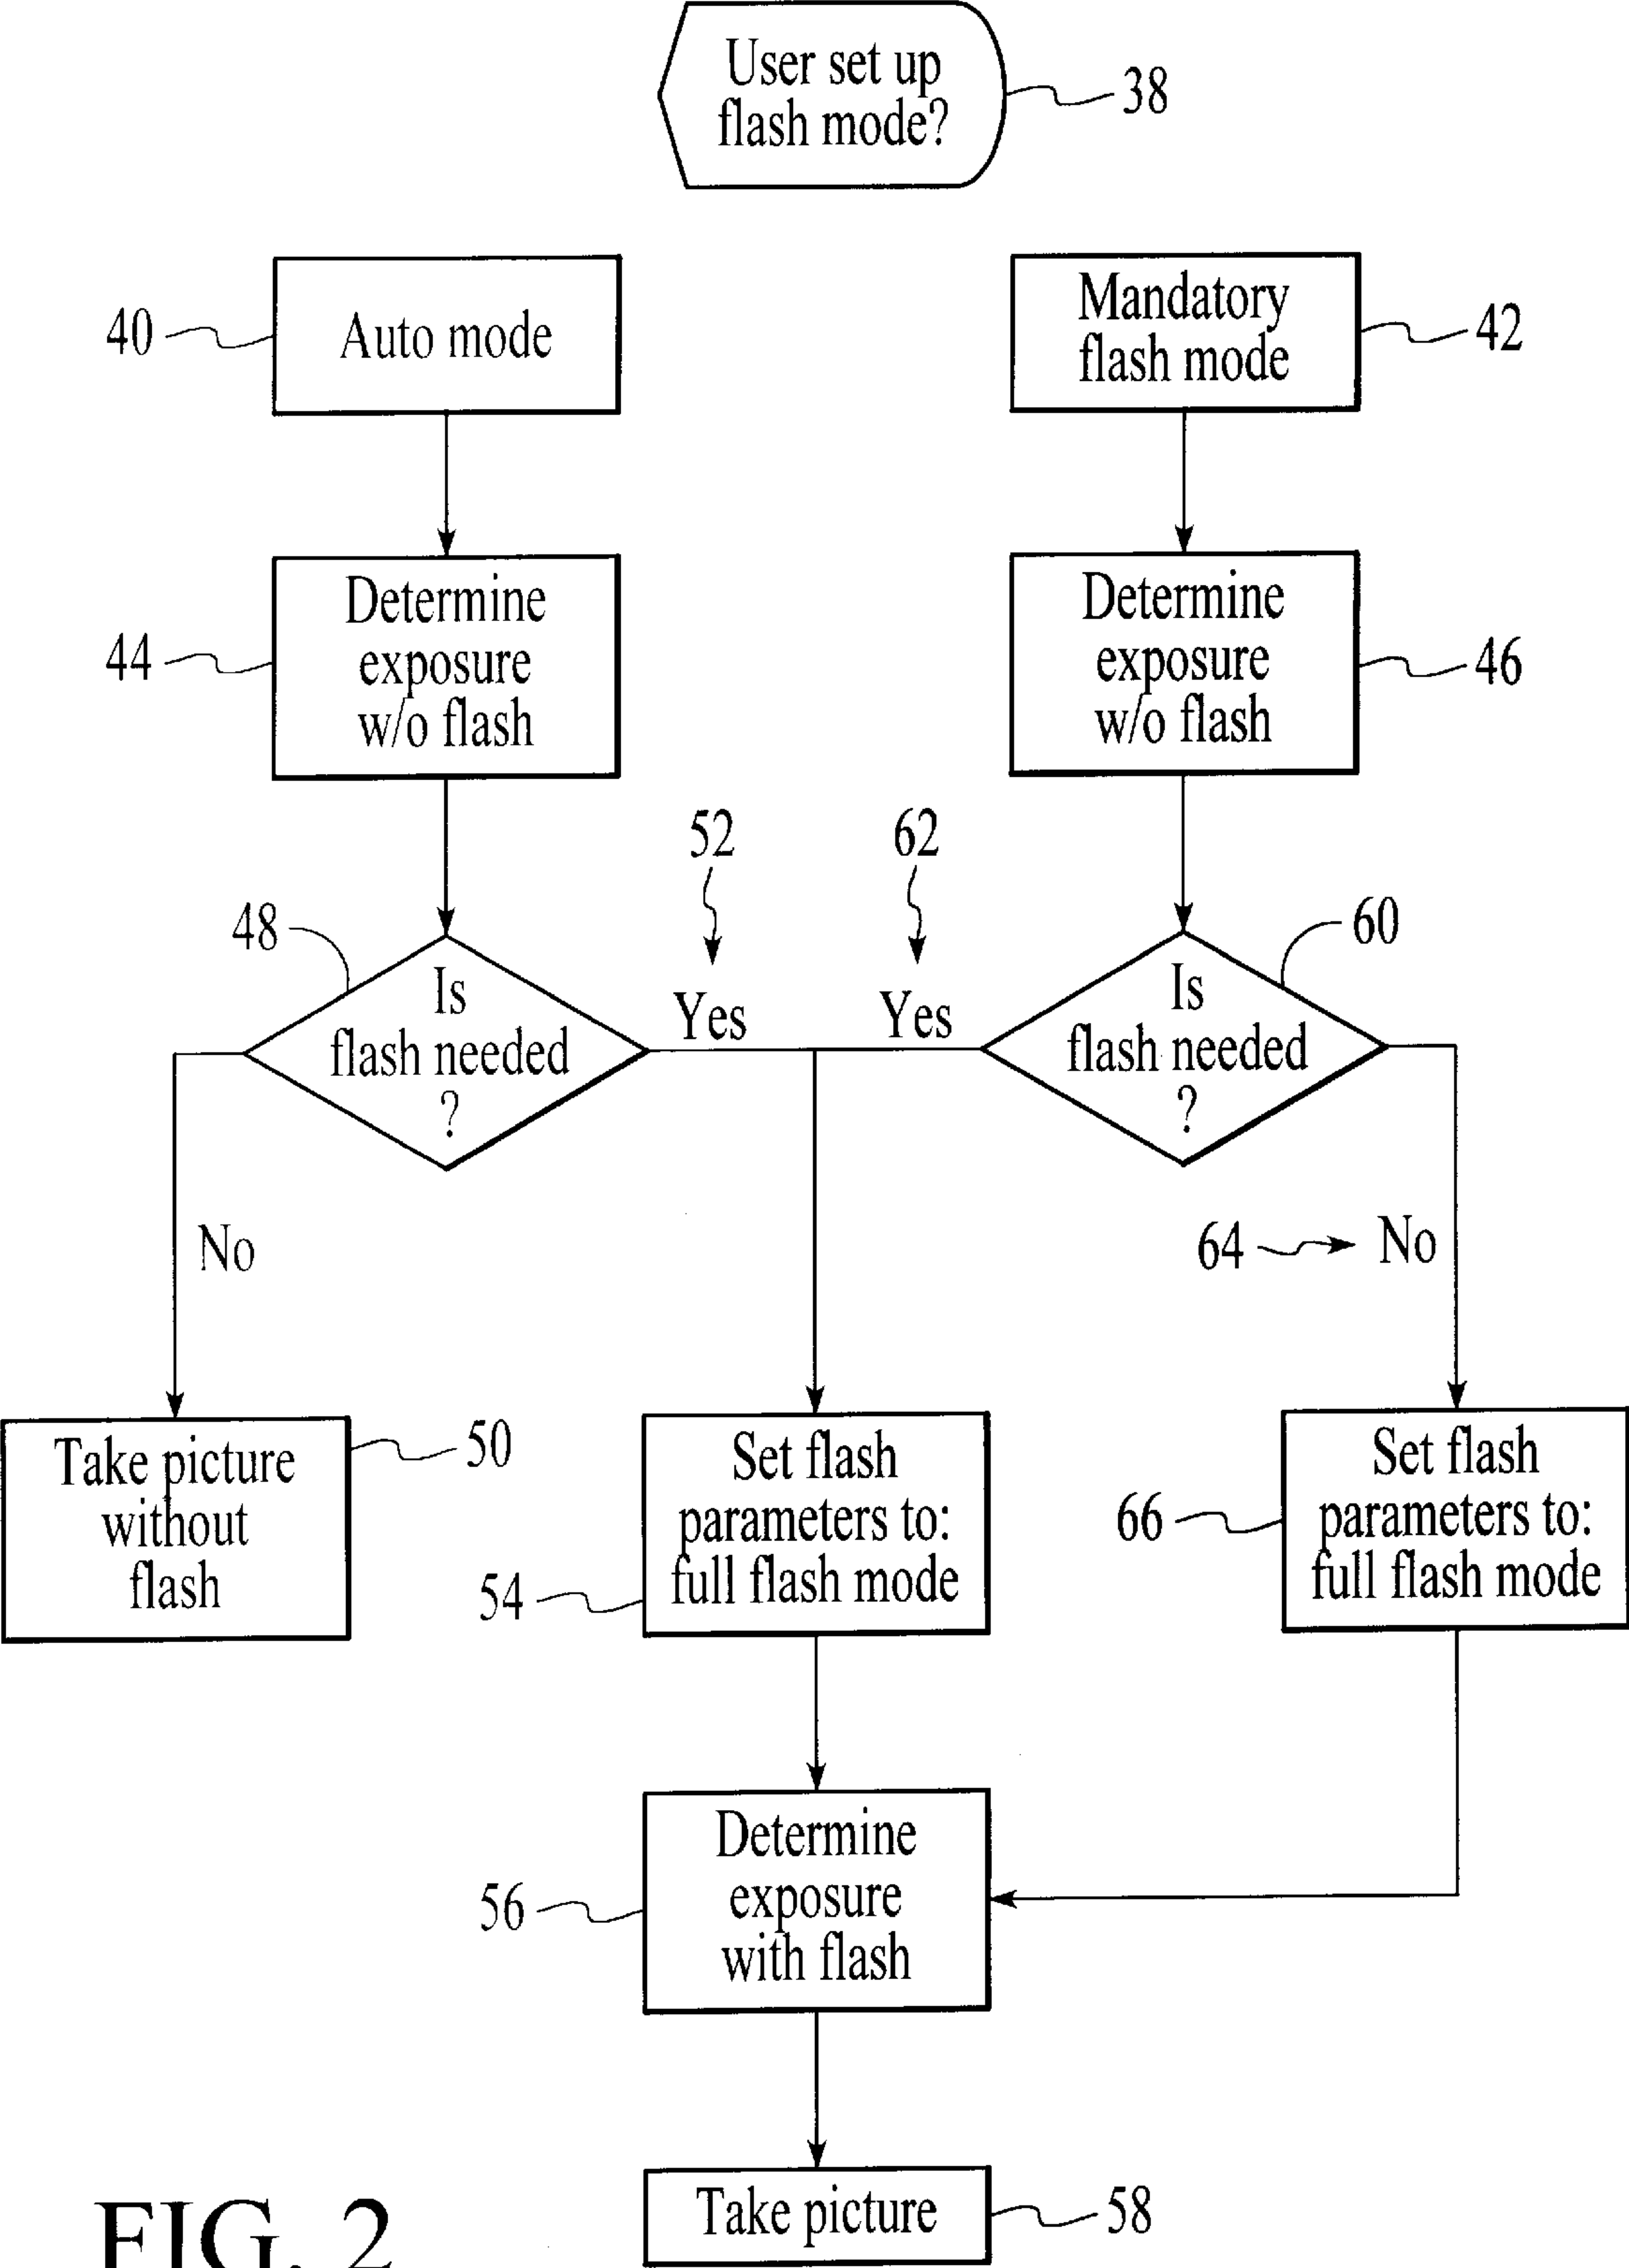 User set up
flash mode?
38
40
Auto mode
Mandatory
flash mode
42
44
Determine
exposure
w/o flash
Determine
exposure
w/o flash
46
52
62
48
Is
flash needed
?
Yes
Yes
Is
flash needed
?
60
No
64
No
Take picture
without
flash
50
Set flash
parameters to:
full flash mode
54
66
Set flash
parameters to:
full flash mode
Determine
exposure
with flash
56
Take picture
58
FIG. 2